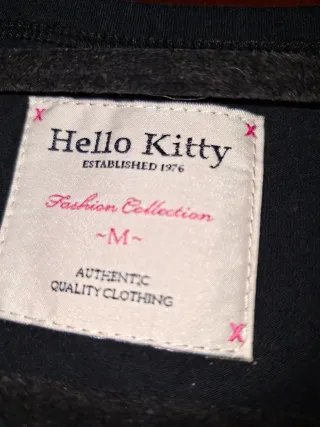 Hello Kitty
ESTABLISHED 1976
Fashion Collection
~M~
AUTHENTIC
QUALITY CLOTHING